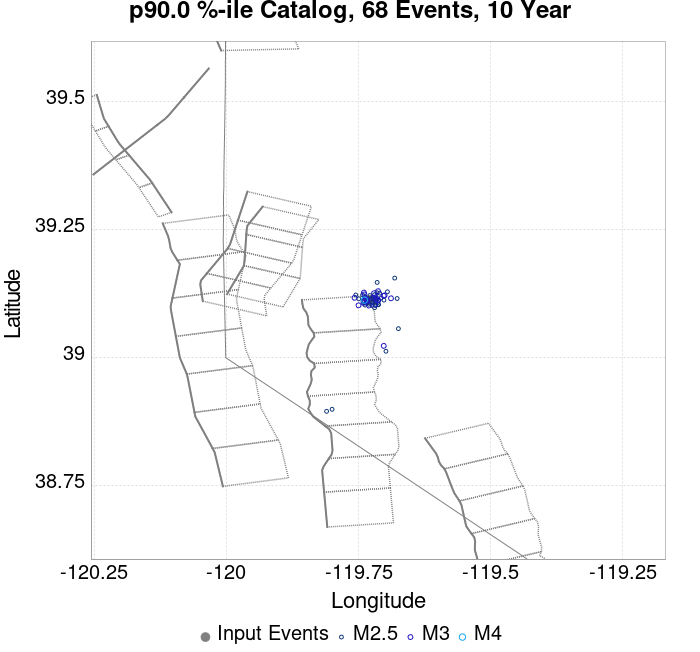 p90.0 %-ile Catalog, 68 Events, 10 Year
39.5
39.25
39
38.75
Latitude
-120.25 -120 -119.75 -119.5 -119.25
Longitude
Input Events M2.5 M3 M4